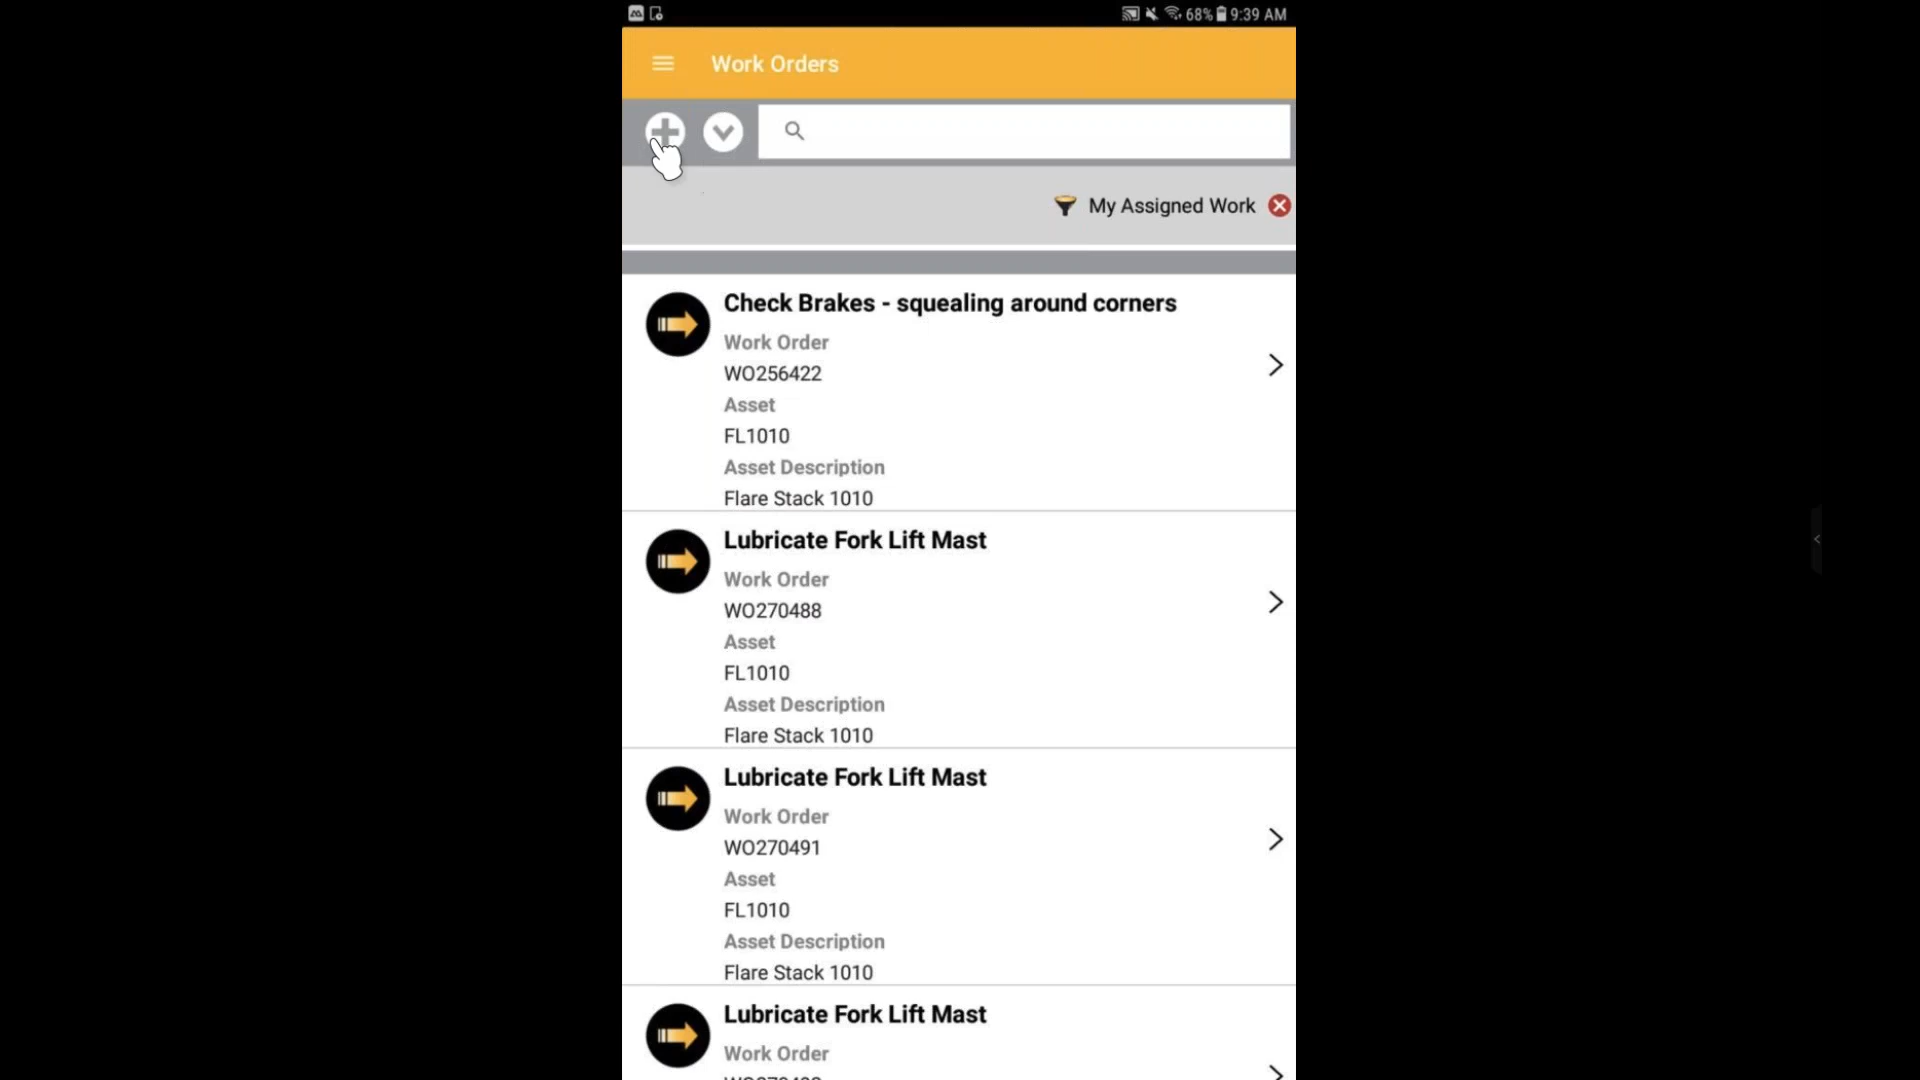 68% 9:39 AM
Work Orders
My Assigned Work
Check Brakes - squealing around corners
Work Order
WO256422
Asset
FL1010
Asset Description
Flare Stack 1010
Lubricate Fork Lift Mast
Work Order
WO270488
Asset
FL1010
Asset Description
Flare Stack 1010
Lubricate Fork Lift Mast
Work Order
WO270491
Asset
FL1010
Asset Description
Flare Stack 1010
Lubricate Fork Lift Mast
Work Order